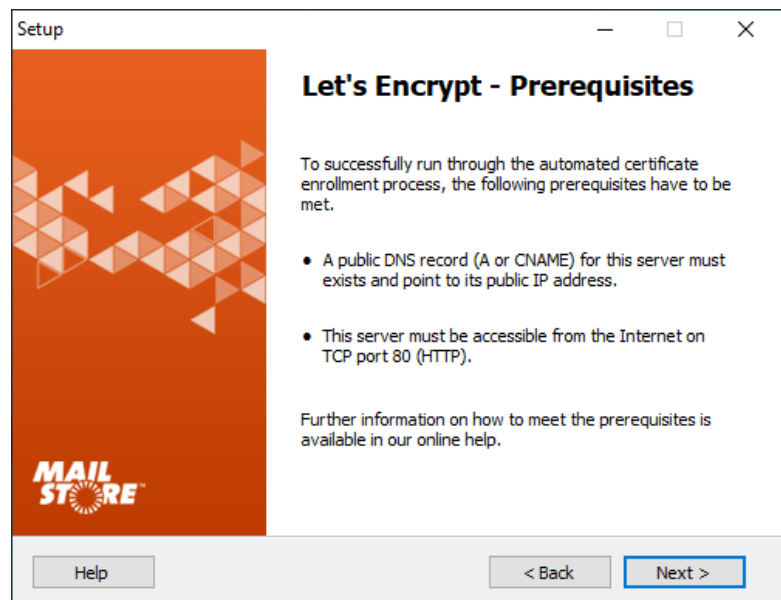 Setup
Let's Encrypt - Prerequisites
To successfully run through the automated certificate
enrollment process, the following prerequisites have to be
met.
• A public DNS record (A or CNAME) for this server must
exists and point to its public IP address.
• This server must be accessible from the Internet on
TCP port 80 (HTTP).
Further information on how to meet the prerequisites is
available in our online help.
MAIL
STORE™
Help
< Back
Next >